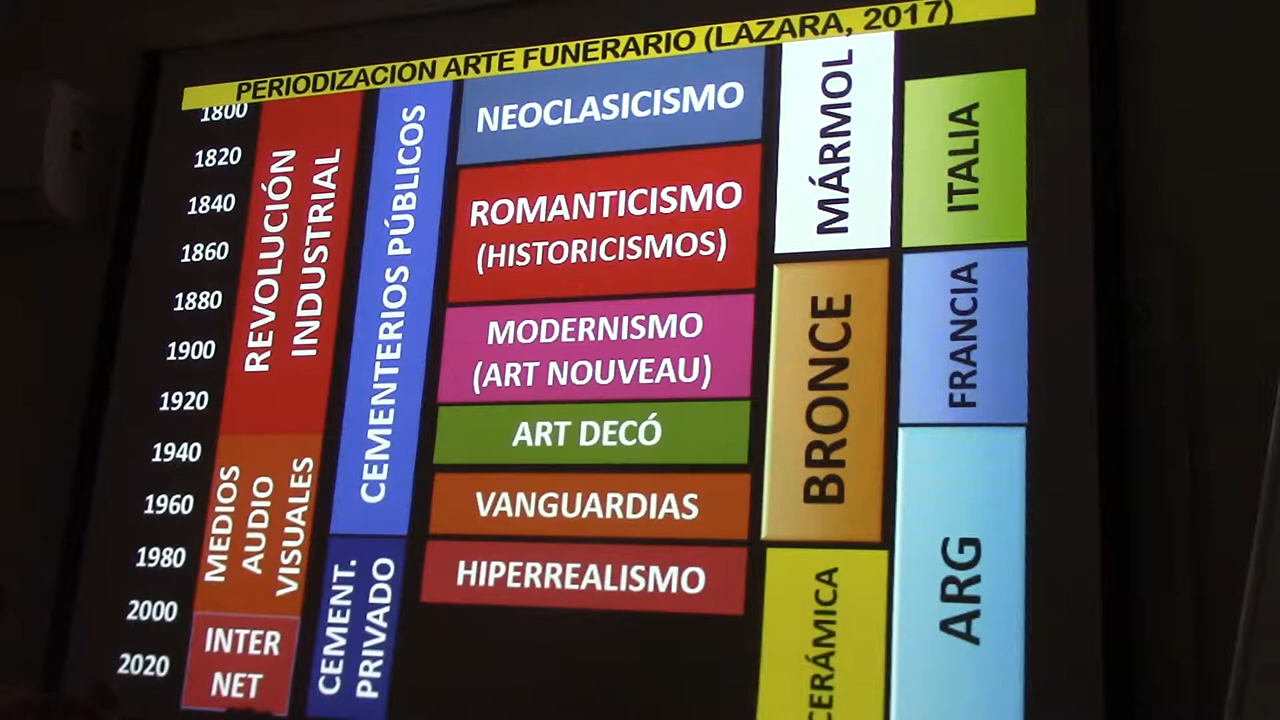 PERIODIZACION ARTE FUNERARIO (LÁZARA, 2017)
1800
1820
1840
1860
1880
1900
1920
1940
1960
1980
2000
2020
REVOLUCIÓN
INDUSTRIAL
MEDIOS
AUDIO
VISUALES
INTER
NET
CEMENTERIOS PÚBLICOS
CEMENT.
PRIVADO
NEOCLASICISMO
ROMANTICISMO
(HISTORICISMOS)
MODERNISMO
(ART NOUVEAU)
ART DECÓ
VANGUARDIAS
HIPERREALISMO
MÁRMOL
BRONCE
CERÁMICA
ITALIA
FRANCIA
ARG